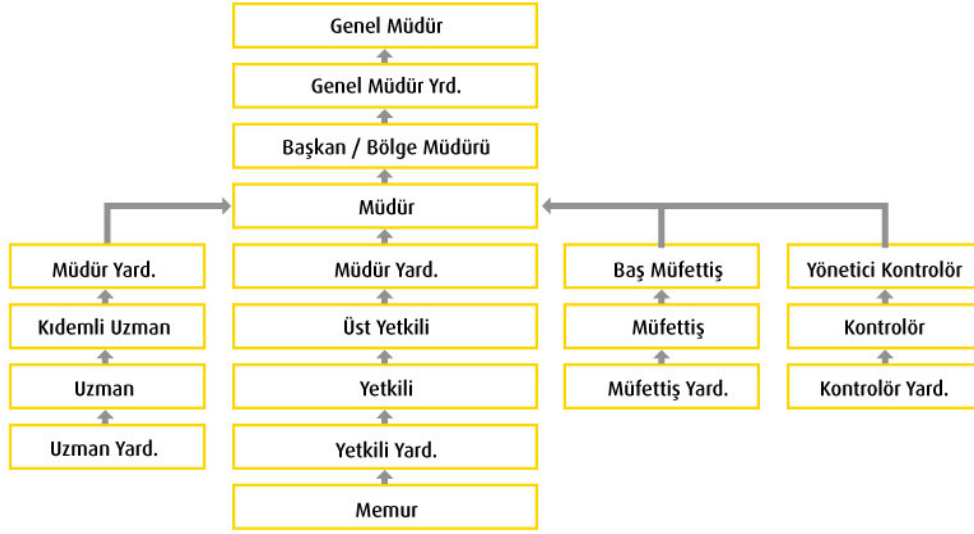 Genel Müdür
Genel Müdür Yrd.
Başkan / Bölge Müdürü
Müdür
Müdür Yard.
Müdür Yard.
Baş Müfettiş
Yönetici Kontrolör
Kıdemli Uzman
Üst Yetkili
Müfettiş
Kontrolör
Uzman
Yetkili
Müfettiş Yard.
Kontrolör Yard.
Uzman Yard.
Yetkili Yard.
Memur